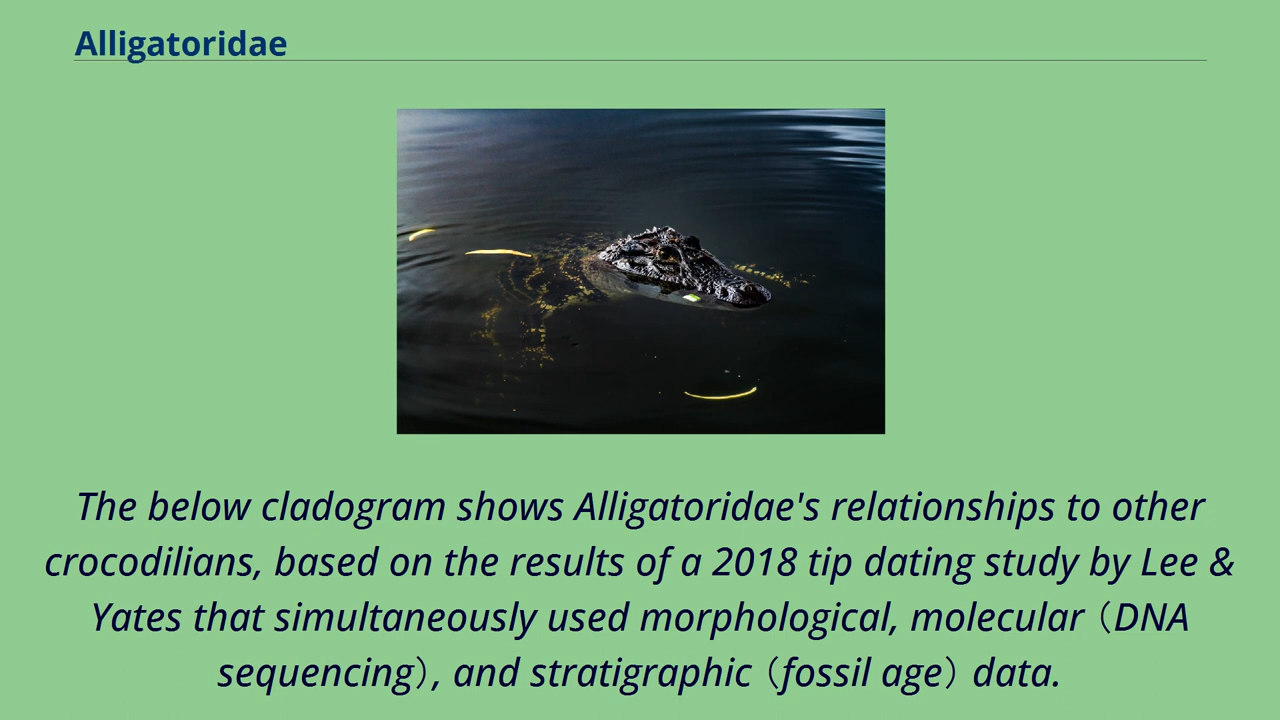 Alligatoridae
The below cladogram shows Alligatoridae's relationships to other
crocodilians, based on the results of a 2018 tip dating study by Lee &
Yates that simultaneously used morphological, molecular（DNA
sequencing）, and stratigraphic（fossil age）data.